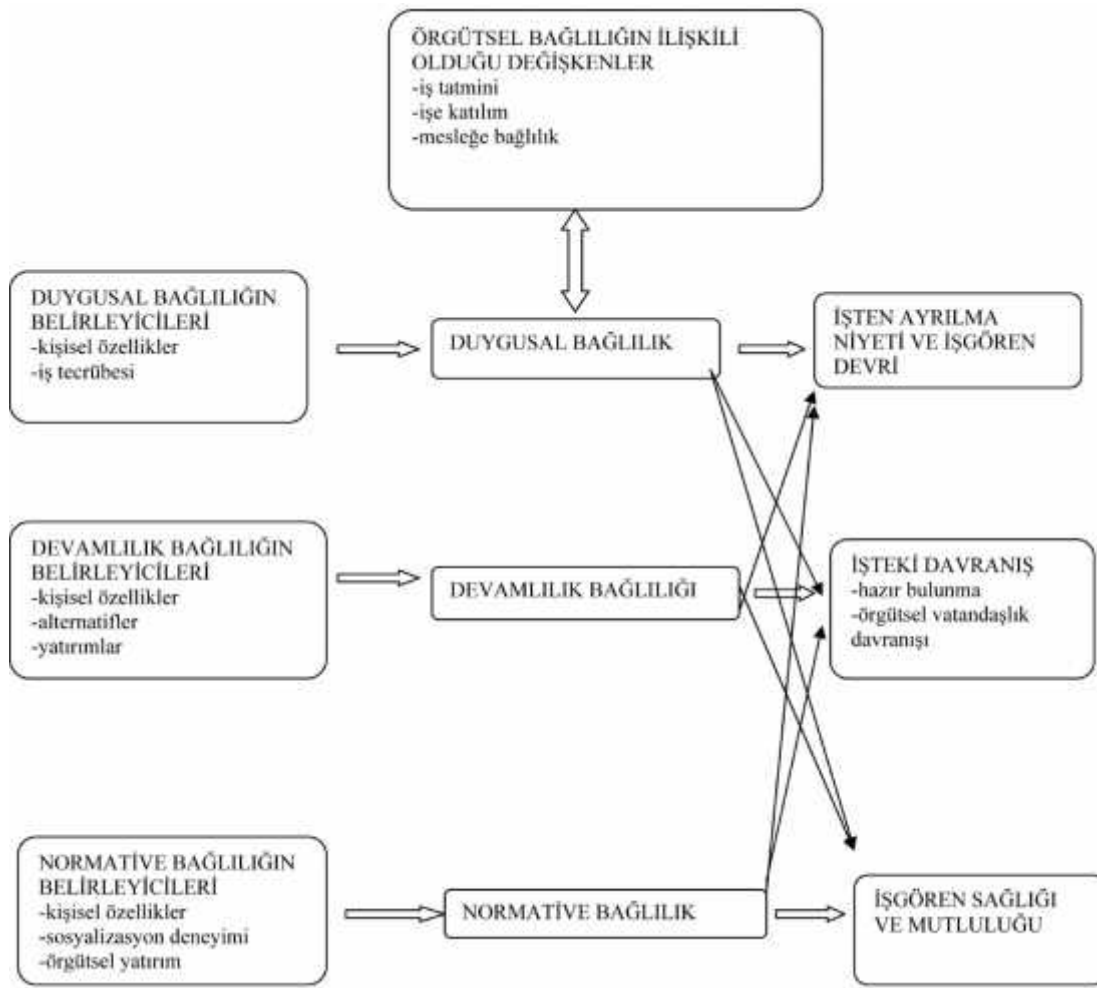 ÖRGÜTSEL BAĞLILIĞIN İLİŞKİLİ
OLDUĞU DEĞİŞKENLER
-iş tatmini
-işe katılım
-mesleğe bağlılık
DUYGUSAL BAĞLILIĞIN
BELİRLEYİCİLERİ
-kişisel özellikler
-iş tecrübesi
DUYGUSAL BAĞLILIK
İŞTEN AYRILMA
NİYETİ VE İŞGÖREN
DEVRİ
DEVAMLILIK BAĞLILIĞIN
BELİRLEYİCİLERİ
-kişisel özellikler
-alternatifler
-yatırımlar
DEVAMLILIK BAĞLILIĞI
İŞTEKİ DAVRANIŞ
-hazır bulunma
-örgütsel vatandaşlık
davranışı
NORMATİVE BAĞLILIĞIN
BELİRLEYİCİLERİ
-kişisel özellikler
-sosyalizasyon deneyimi
-örgütsel yatırım
NORMATİVE BAĞLILIK
İŞGÖREN SAĞLIĞI
VE MUTLULUĞU